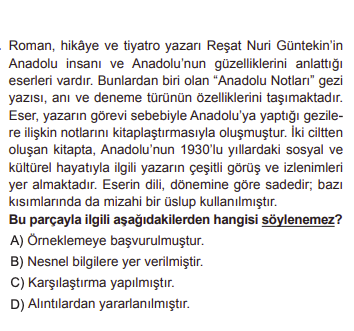 Roman, hikâye ve tiyatro yazarı Reşat Nuri Güntekin'in
Anadolu insanı ve Anadolu'nun güzelliklerini anlattığı
eserleri vardır. Bunlardan biri olan "Anadolu Notları" gezi
yazısı, anı ve deneme türünün özelliklerini taşımaktadır.
Eser, yazarın görevi sebebiyle Anadolu'ya yaptığı gezile-
re ilişkin notlarını kitaplaştırmasıyla oluşmuştur. İki ciltten
oluşan kitapta, Anadolu'nun 1930'lu yıllardaki sosyal ve
kültürel hayatıyla ilgili yazarın çeşitli görüş ve izlenimleri
yer almaktadır. Eserin dili, dönemine göre sadedir; bazı
kısımlarında da mizahi bir üslup kullanılmıştır.
Bu parçayla ilgili aşağıdakilerden hangisi söylenemez?
A) Örneklemeye başvurulmuştur.
B) Nesnel bilgilere yer verilmiştir.
C) Karşılaştırma yapılmıştır.
D) Alıntılardan yararlanılmıştır.